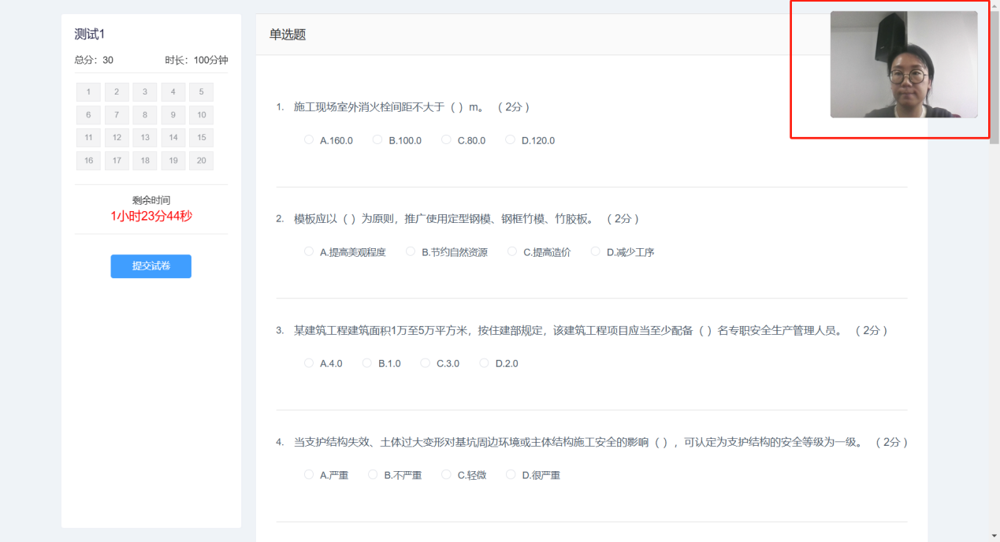 测试1
总分：30 时长：100分钟
1 2 3 4 5
6 7 8 9 10
11 12 13 14 15
16 17 18 19 20
剩余时间
1小时23分44秒
提交试卷
单选题
1. 施工现场室外消火栓间距不大于（ ）m。 （ 2分 ）
A.160.0 B.100.0 C.80.0 D.120.0
2. 模板应以（ ）为原则，推广使用定型钢模、钢框竹模、竹胶板。 （ 2分 ）
A.提高美观程度 B.节约自然资源 C.提高造价 D.减少工序
3. 某建筑工程建筑面积1万至5万平方米，按住建部规定，该建筑工程项目应当至少配备（ ）名专职安全生产管理人员。 （ 2分 ）
A.4.0 B.1.0 C.3.0 D.2.0
4. 当支护结构失效、土体过大变形对基坑周边环境或主体结构施工安全的影响（ ），可认定为支护结构的安全等级为一级。 （ 2分 ）
A.严重 B.不严重 C.轻微 D.很严重